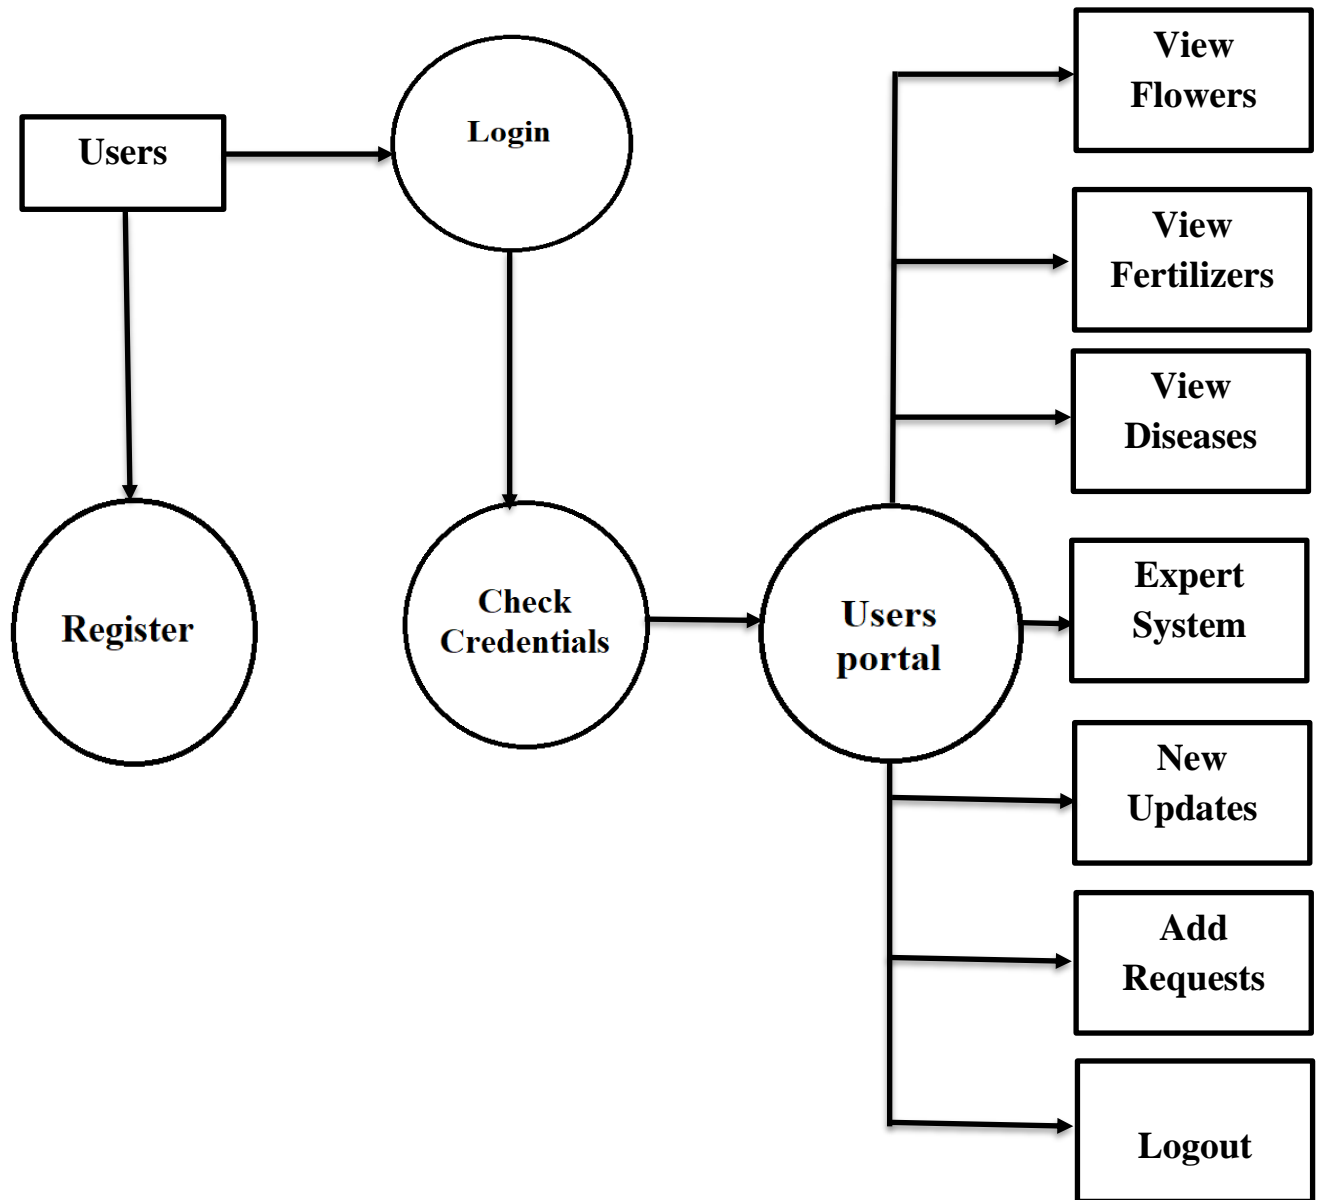 Users
Login
Register
Check
Credentials
Users
portal
View
Flowers
View
Fertilizers
View
Diseases
Expert
System
New
Updates
Add
Requests
Logout